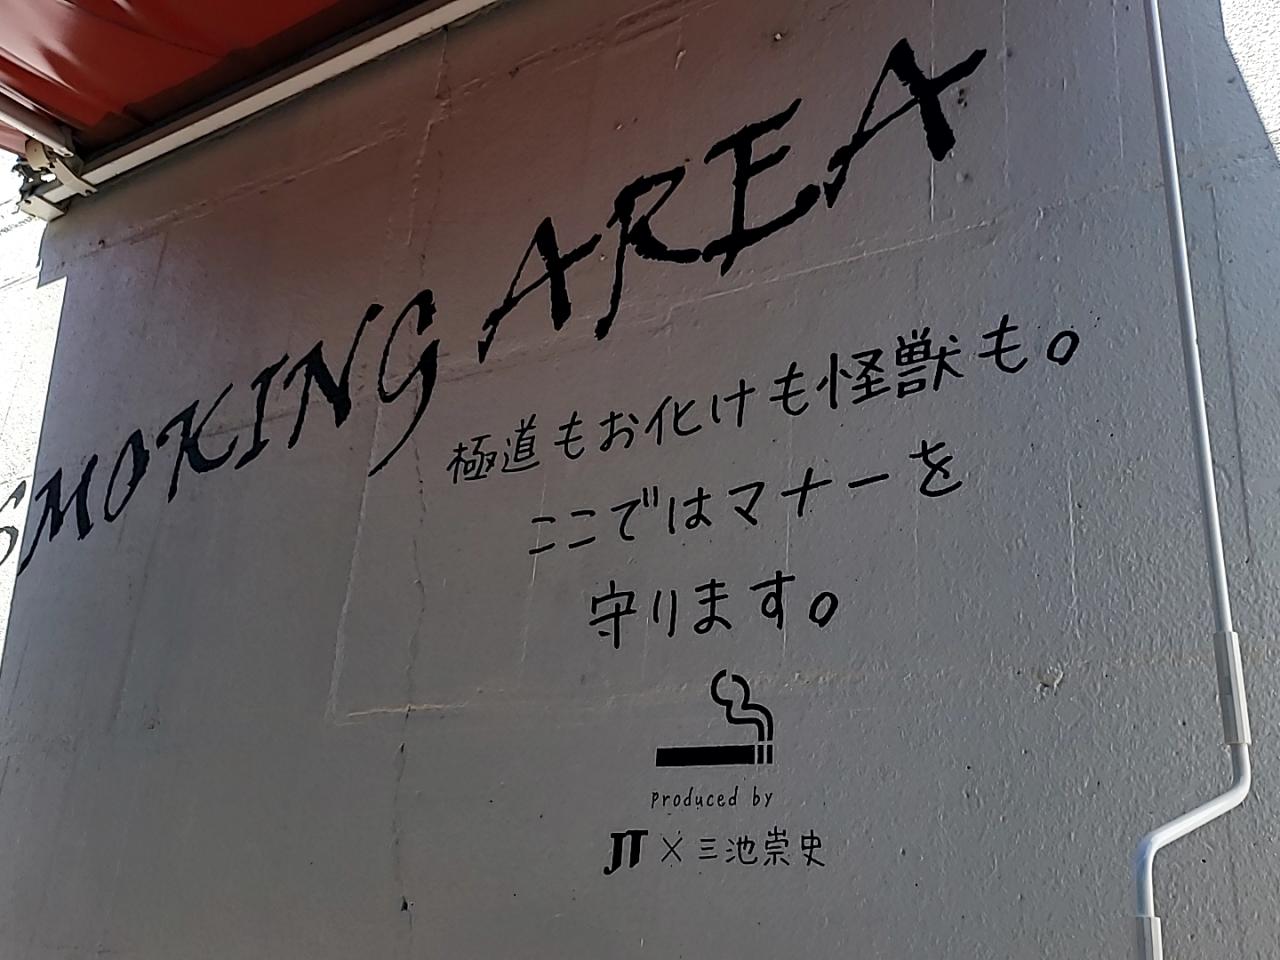 SMOKING AREA
極道もお化けも怪獣も。
ここではマナーを
守ります。
produced by
JT×三池崇史